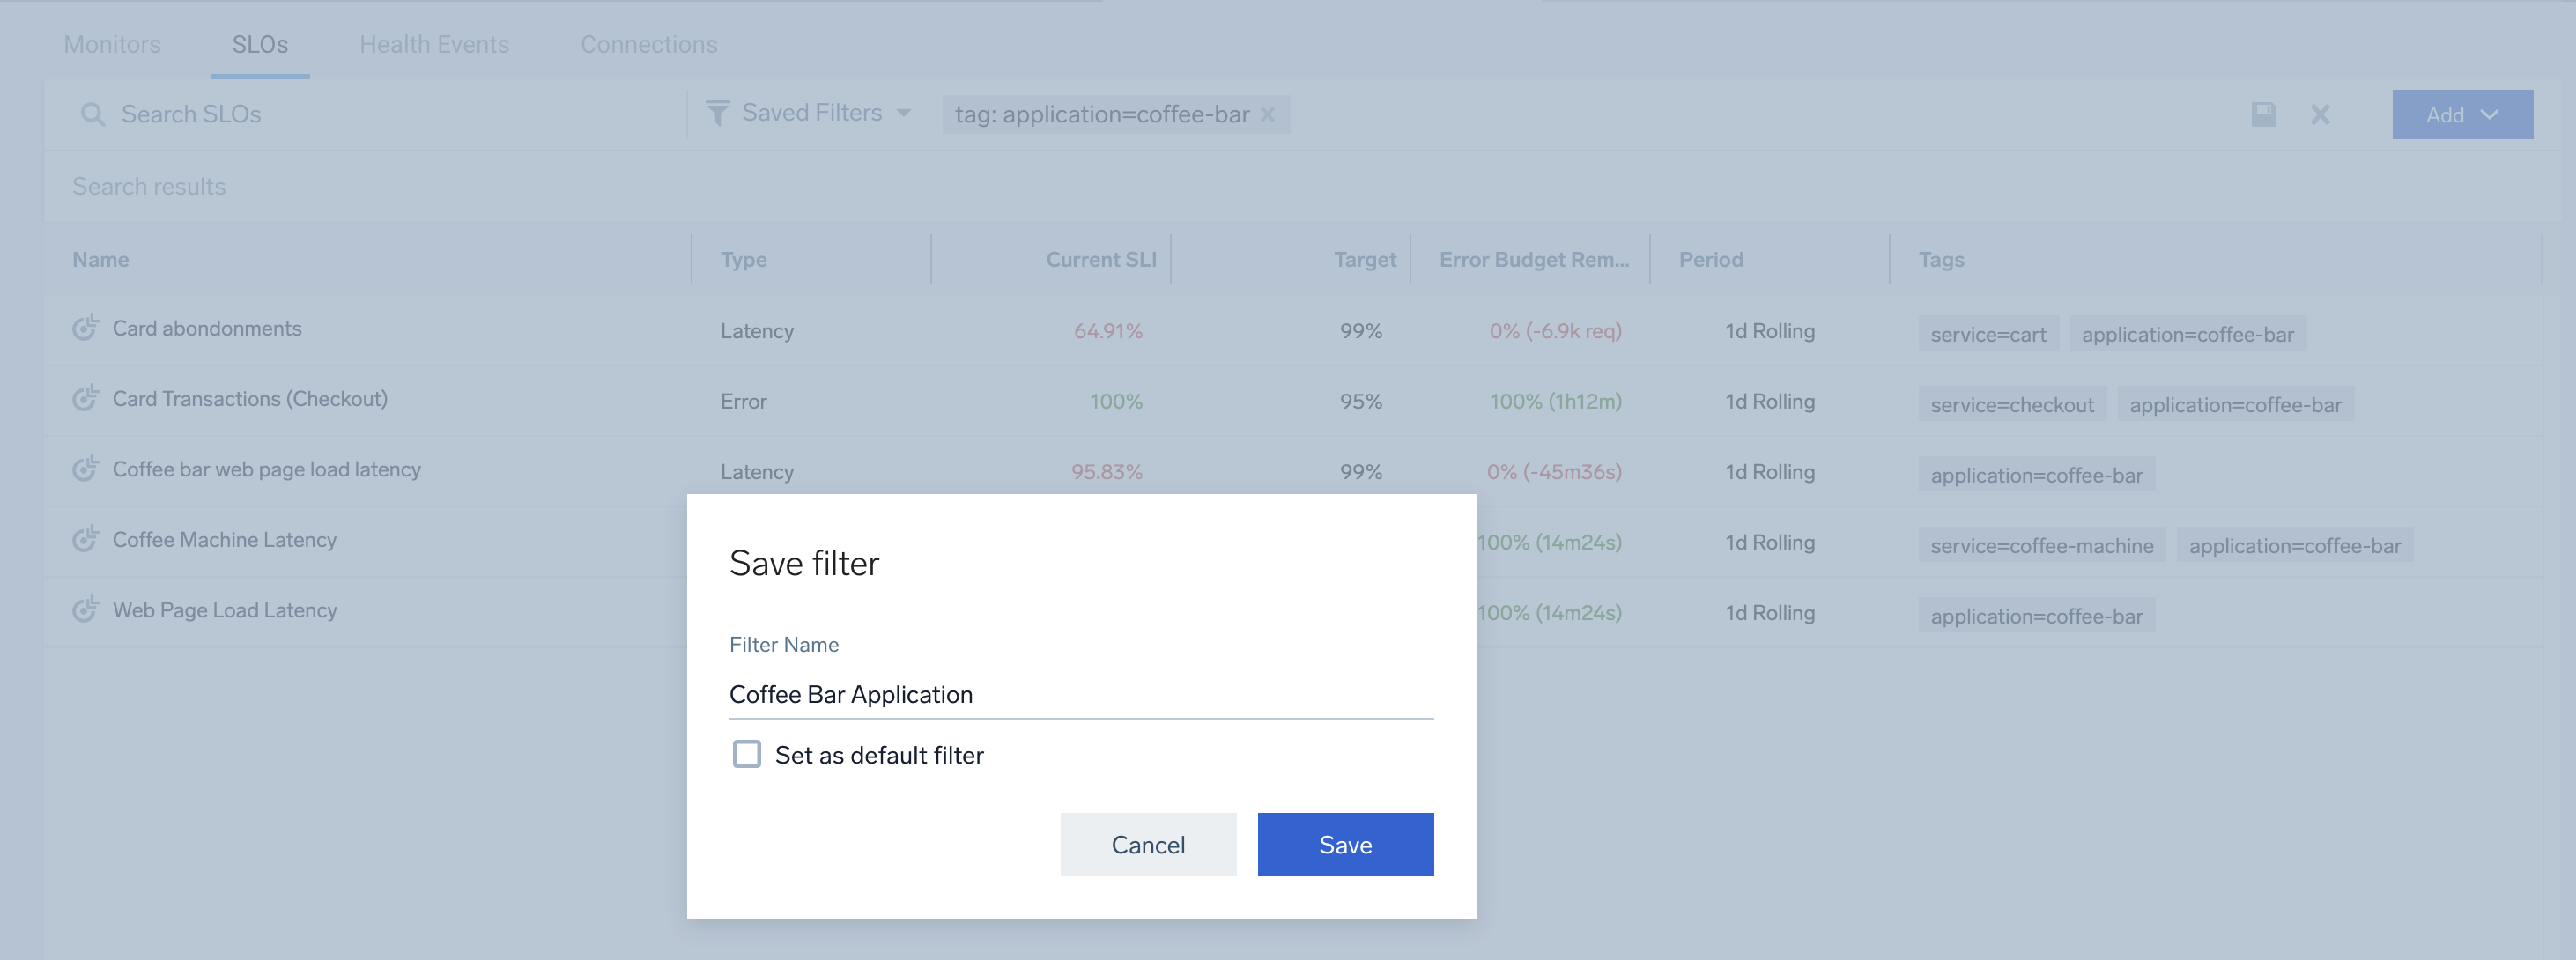 Monitors SLOs Health Events Connections
Search SLOs Saved Filters tag: application=coffee-bar Add
Search results
Name Type Current SLI Target Error Budget Rem... Period Tags
Card abondonments Latency 64.91% 99% 0% (-6.9k req) 1d Rolling service=cart application=coffee-bar
Card Transactions (Checkout) Error 100% 95% 100% (1h12m) 1d Rolling service=checkout application=coffee-bar
Coffee bar web page load latency Latency 95.83% 99% 0% (-45m36s) 1d Rolling application=coffee-bar
Coffee Machine Latency 100% (14m24s) 1d Rolling service=coffee-machine application=coffee-bar
Web Page Load Latency 100% (14m24s) 1d Rolling application=coffee-bar
Save filter
Filter Name
Coffee Bar Application
Set as default filter
Cancel Save